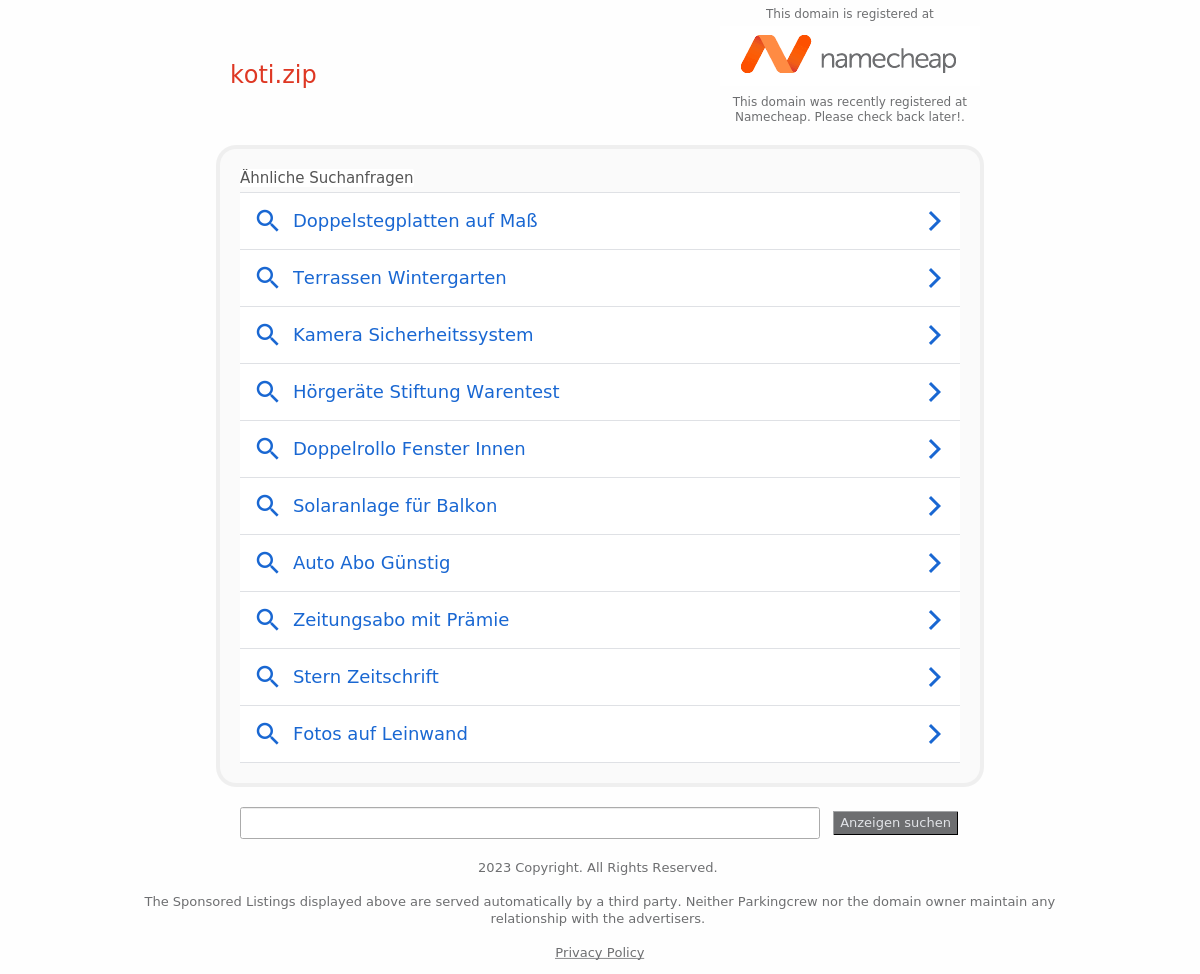 This domain is registered at
namecheap
koti.zip
This domain was recently registered at
Namecheap. Please check back later!.
Ähnliche Suchanfragen
Doppelstegplatten auf Maß
Terrassen Wintergarten
Kamera Sicherheitssystem
Hörgeräte Stiftung Warentest
Doppelrollo Fenster Innen
Solaranlage für Balkon
Auto Abo Günstig
Zeitungsabo mit Prämie
Stern Zeitschrift
Fotos auf Leinwand
Anzeigen suchen
2023 Copyright. All Rights Reserved.
The Sponsored Listings displayed above are served automatically by a third party. Neither Parkingcrew nor the domain owner maintain any
relationship with the advertisers.
Privacy Policy